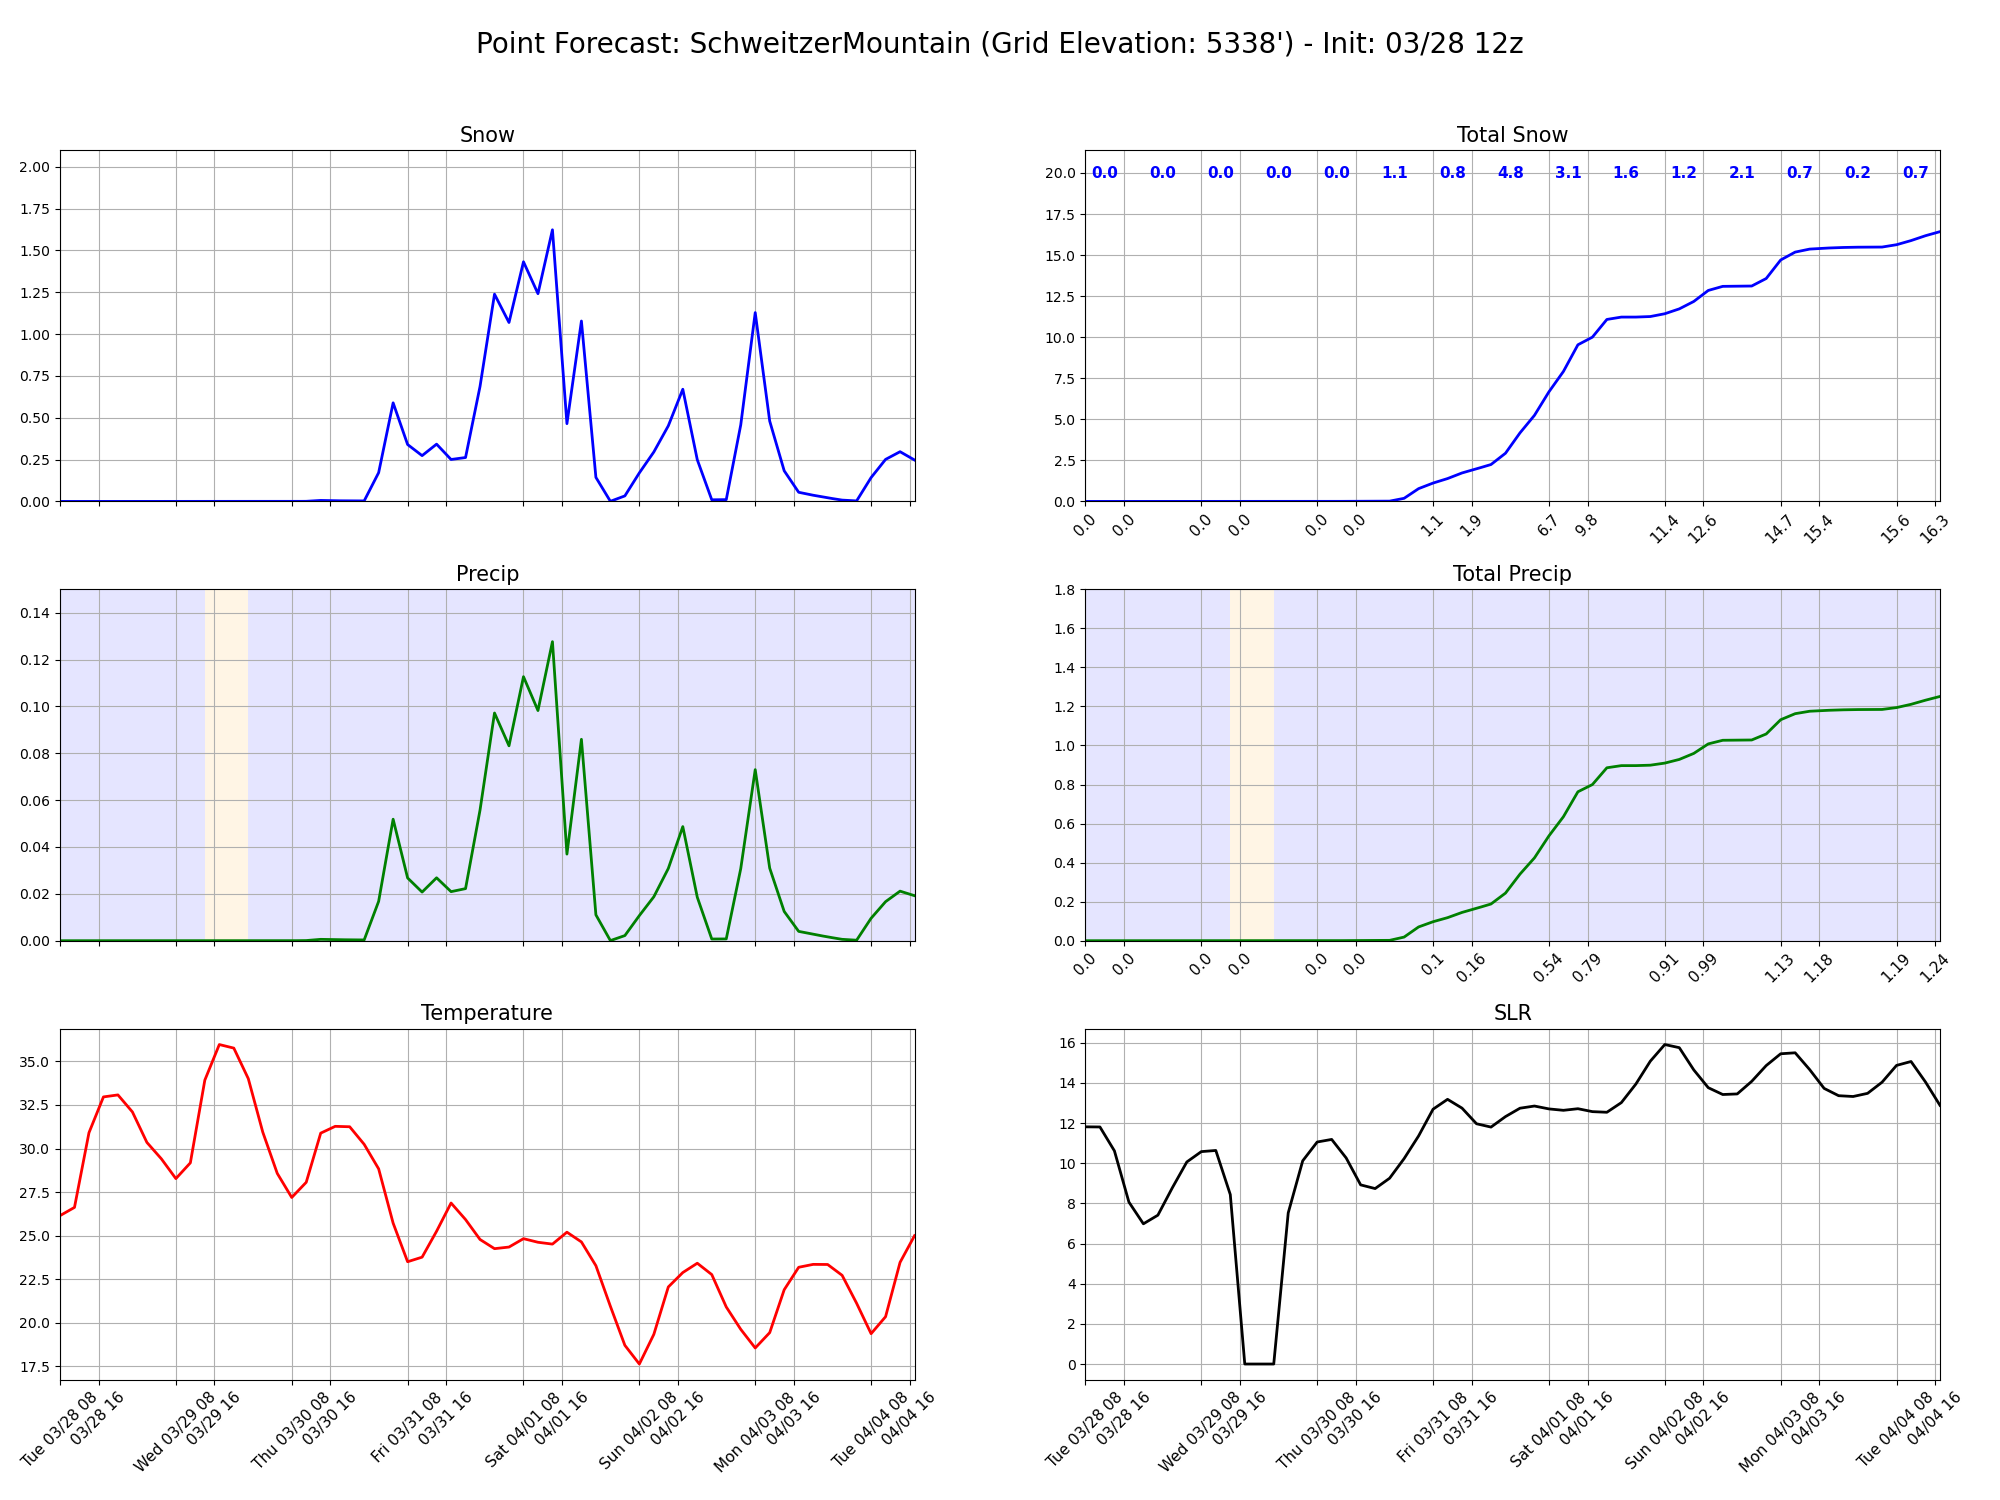 Point Forecast: SchweitzerMountain (Grid Elevation: 5338') - Init: 03/28 12z
Snow
2.00
1.75
1.50
1.25
1.00
0.75
0.50
0.25
0.00
Total Snow
0.0 0.0 0.0 0.0 0.0 1.1 0.8 4.8 3.1 1.6 1.2 2.1 0.7 0.2 0.7
20.0
17.5
15.0
12.5
10.0
7.5
5.0
2.5
0.0
0.0 0.0 0.0 0.0 0.0 0.0 1.1 1.9 6.7 9.8 11.4 12.6 14.7 15.4 15.6 16.3
Precip
0.14
0.12
0.10
0.08
0.06
0.04
0.02
0.00
Total Precip
1.8
1.6
1.4
1.2
1.0
0.8
0.6
0.4
0.2
0.0
0.0 0.0 0.0 0.0 0.0 0.0 0.1 0.16 0.54 0.79 0.91 0.99 1.13 1.18 1.19 1.24
Temperature
35.0
32.5
30.0
27.5
25.0
22.5
20.0
17.5
Tue 03/28 08
03/28 16
Wed 03/29 08
03/29 16
Thu 03/30 08
03/30 16
Fri 03/31 08
03/31 16
Sat 04/01 08
04/01 16
Sun 04/02 08
04/02 16
Mon 04/03 08
04/03 16
Tue 04/04 08
04/04 16
SLR
16
14
12
10
8
6
4
2
0
Tue 03/28 08
03/28 16
Wed 03/29 08
03/29 16
Thu 03/30 08
03/30 16
Fri 03/31 08
03/31 16
Sat 04/01 08
04/01 16
Sun 04/02 08
04/02 16
Mon 04/03 08
04/03 16
Tue 04/04 08
04/04 16